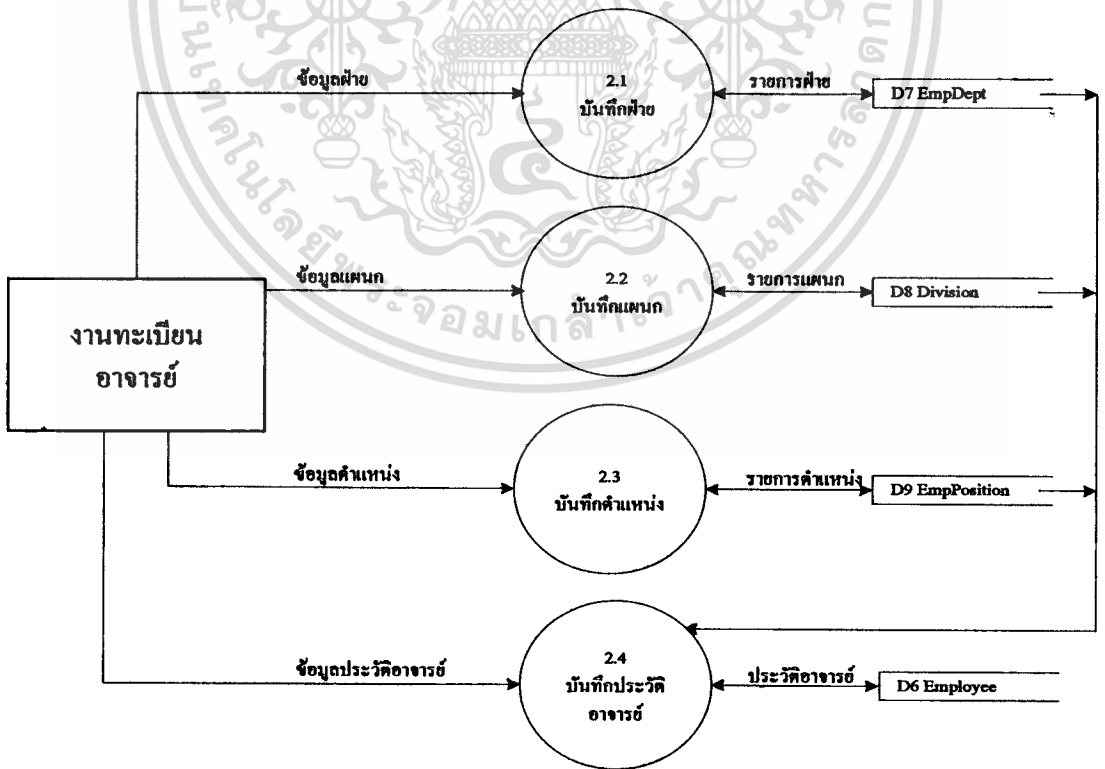 ข้อมูลฝ่าย
2.1
บันทึกฝ่าย
รายการฝ่าย
D7 EmpDept
ข้อมูลแผนก
2.2
บันทึกแผนก
รายการแผนก
D8 Division
งานทะเบียน
อาจารย์
ข้อมูลตำแหน่ง
2.3
บันทึกตำแหน่ง
รายการตำแหน่ง
D9 EmpPosition
ข้อมูลประวัติอาจารย์
2.4
บันทึกประวัติ
อาจารย์
ประวัติอาจารย์
D6 Employee